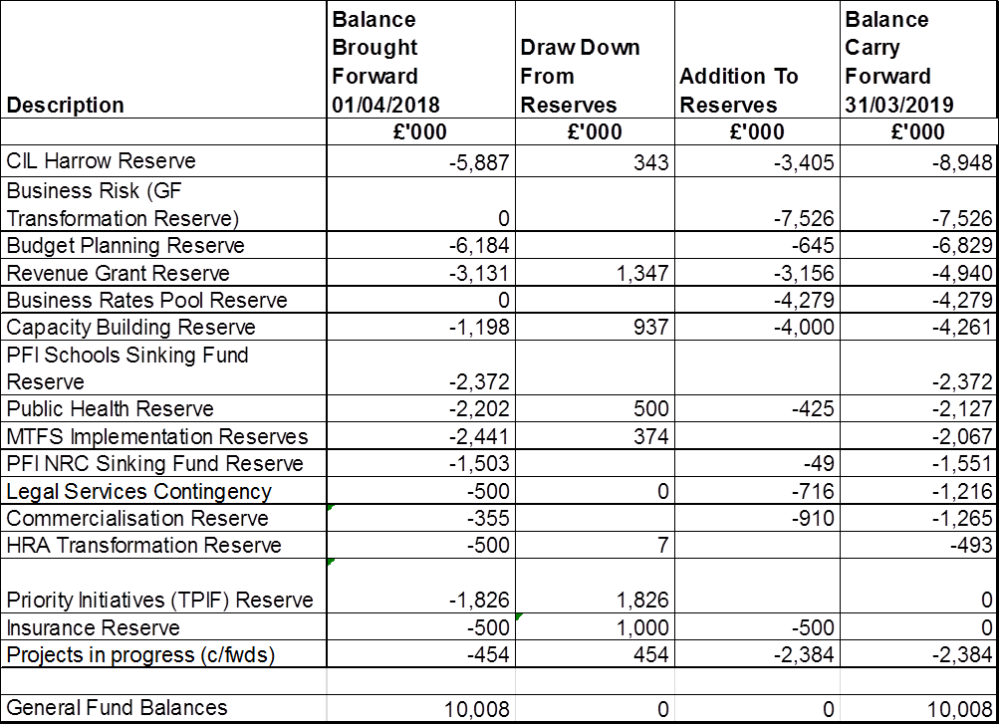 Description Balance Brought Forward 01/04/2018 Draw Down From Reserves Addition To Reserves Balance Carry Forward 31/03/2019
£'000 £'000 £'000 £'000
CIL Harrow Reserve -5,887 343 -3,405 -8,948
Business Risk (GF
Transformation Reserve) 0 -7,526 -7,526
Budget Planning Reserve -6,184 -645 -6,829
Revenue Grant Reserve -3,131 1,347 -3,156 -4,940
Business Rates Pool Reserve 0 -4,279 -4,279
Capacity Building Reserve -1,198 937 -4,000 -4,261
PFI Schools Sinking Fund
Reserve -2,372 -2,372
Public Health Reserve -2,202 500 -425 -2,127
MTFS Implementation Reserves -2,441 374 -2,067
PFI NRC Sinking Fund Reserve -1,503 -49 -1,551
Legal Services Contingency -500 0 -716 -1,216
Commercialisation Reserve -355 -910 -1,265
HRA Transformation Reserve -500 7 -493
Priority Initiatives (TPIF) Reserve -1,826 1,826 0
Insurance Reserve -500 1,000 -500 0
Projects in progress (c/fwds) -454 454 -2,384 -2,384
General Fund Balances 10,008 0 0 10,008